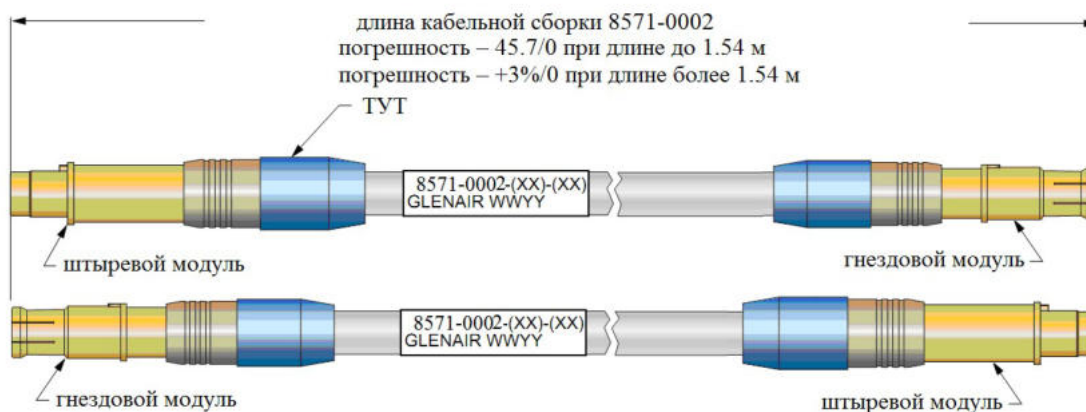 длина кабельной сборки 8571-0002
погрешность – 45.7/0 при длине до 1.54 м
погрешность – +3%/0 при длине более 1.54 м
ТУТ
8571-0002-(XX)-(XX)
GLENAIR WWYY
штыревой модуль
гнездовой модуль
8571-0002-(XX)-(XX)
GLENAIR WWYY
гнездовой модуль
штыревой модуль